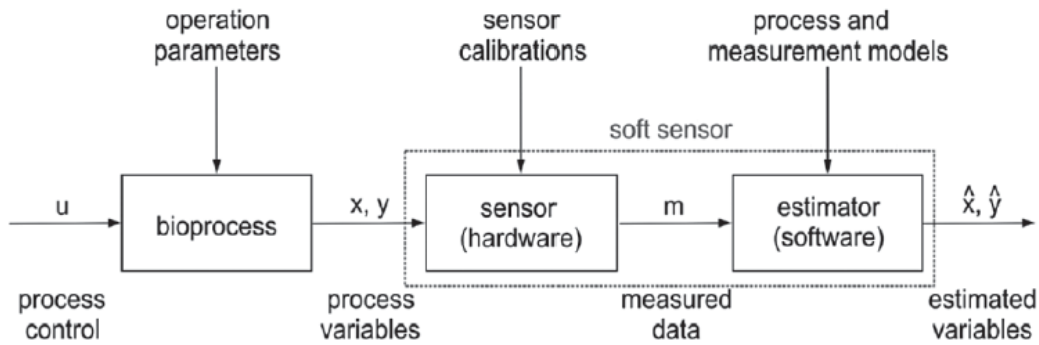 operation
parameters
sensor
calibrations
process and
measurement models
soft sensor
u
bioprocess
x, y
sensor
(hardware)
m
estimator
(software)
x̂, ŷ
process
control
process
variables
measured
data
estimated
variables